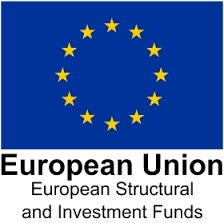 European Union
European Structural
and Investment Funds